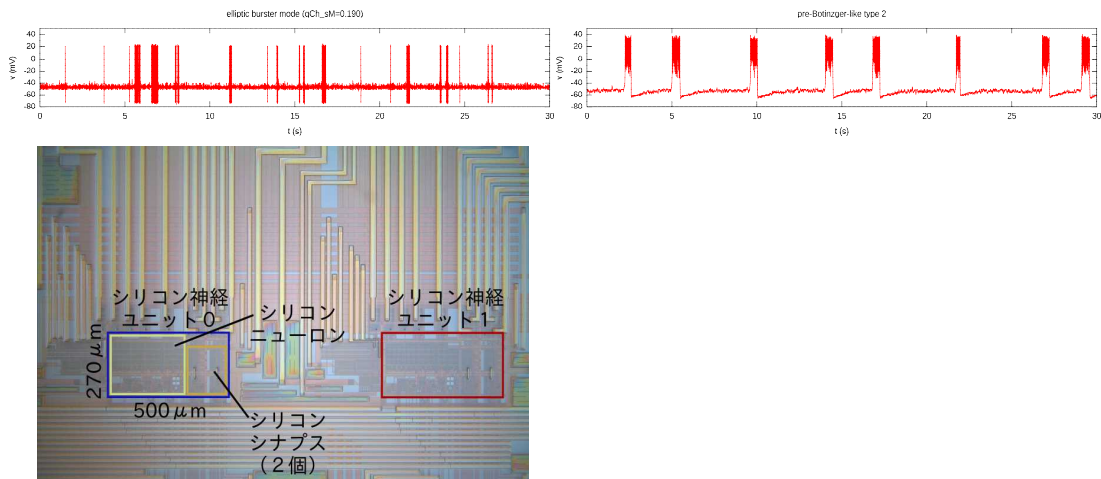 elliptic burster mode (qCh_sM=0.190)
v (mV)
40
20
0
-20
-40
-60
-80
0
5
10
15
20
25
30
t (s)
pre-Botinzger-like type 2
v (mV)
40
20
0
-20
-40
-60
-80
0
5
10
15
20
25
30
t (s)
シリコン神経
ユニット0
シリコン
ニューロン
シリコン神経
ユニット1
270μm
500μm
シリコン
シナプス
（２個）